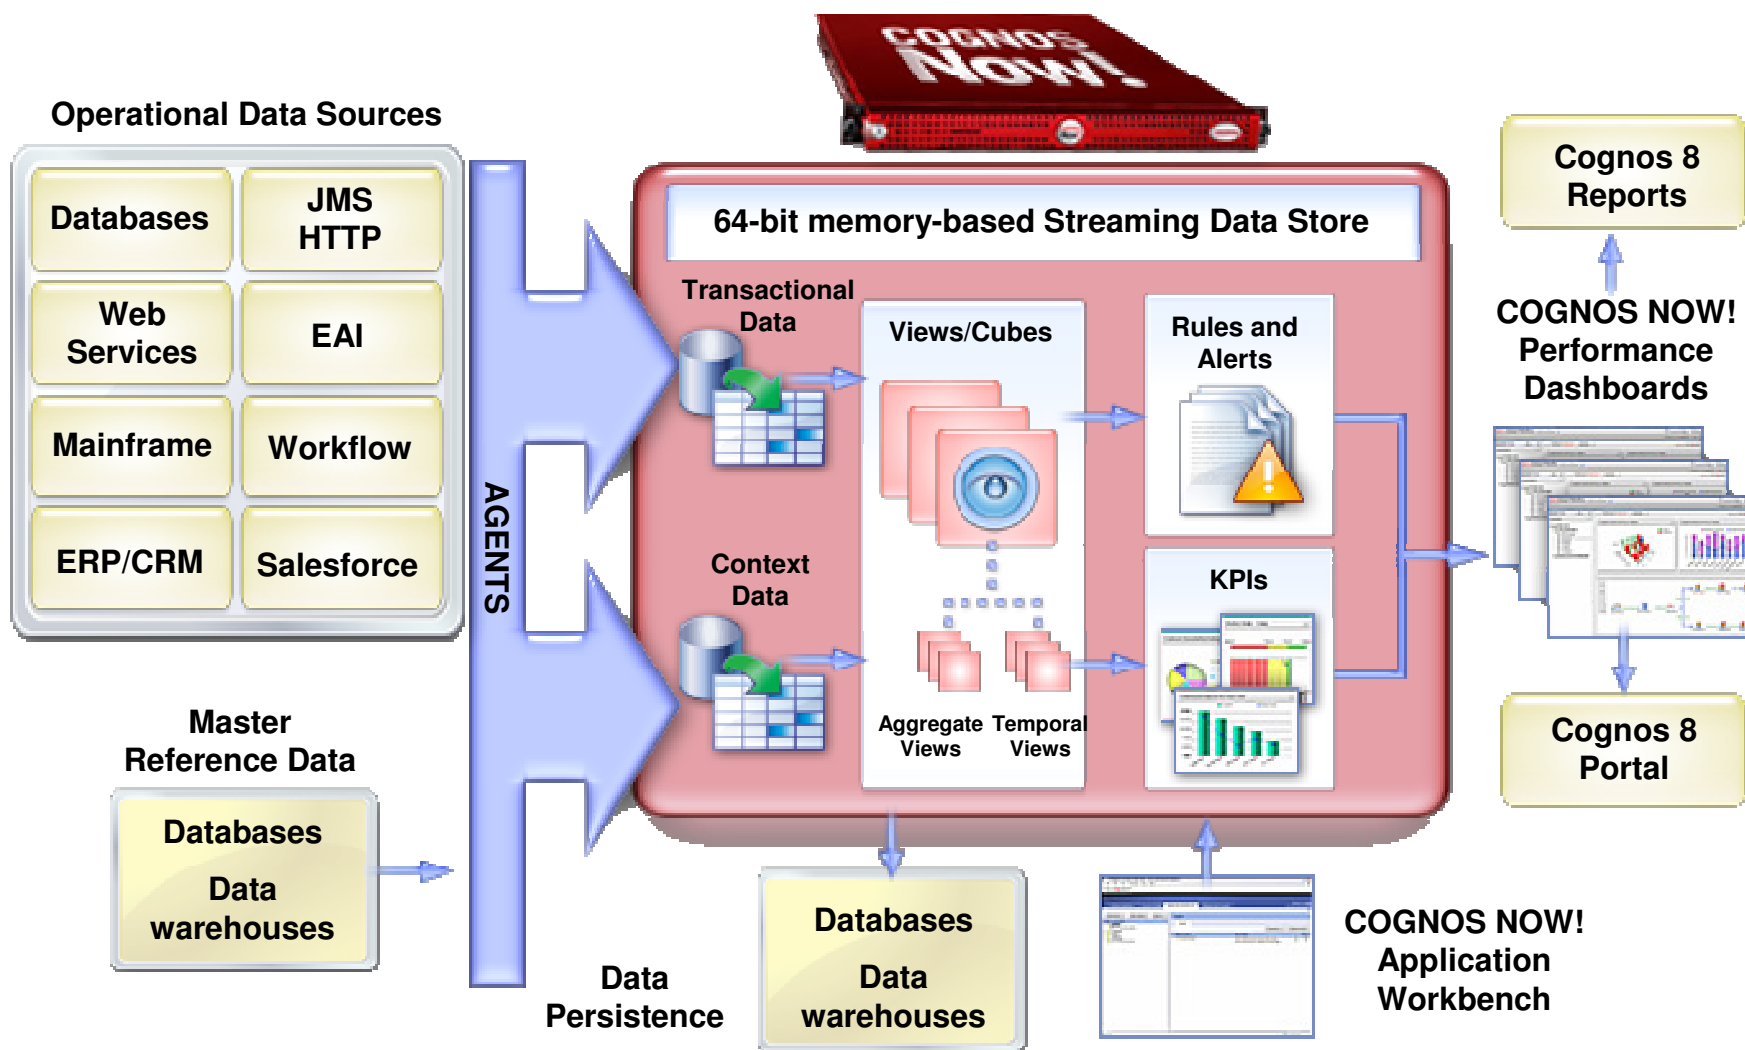 COGNOS
NOW!
Operational Data Sources
Databases
JMS
HTTP
Web
Services
EAI
Mainframe
Workflow
ERP/CRM
Salesforce
AGENTS
Master
Reference Data
Databases
Data
warehouses
64-bit memory-based Streaming Data Store
Transactional
Data
Context
Data
Views/Cubes
Aggregate
Views
Temporal
Views
Rules and
Alerts
KPIs
Data
Persistence
Databases
Data
warehouses
COGNOS NOW!
Application
Workbench
Cognos 8
Reports
COGNOS NOW!
Performance
Dashboards
Cognos 8
Portal